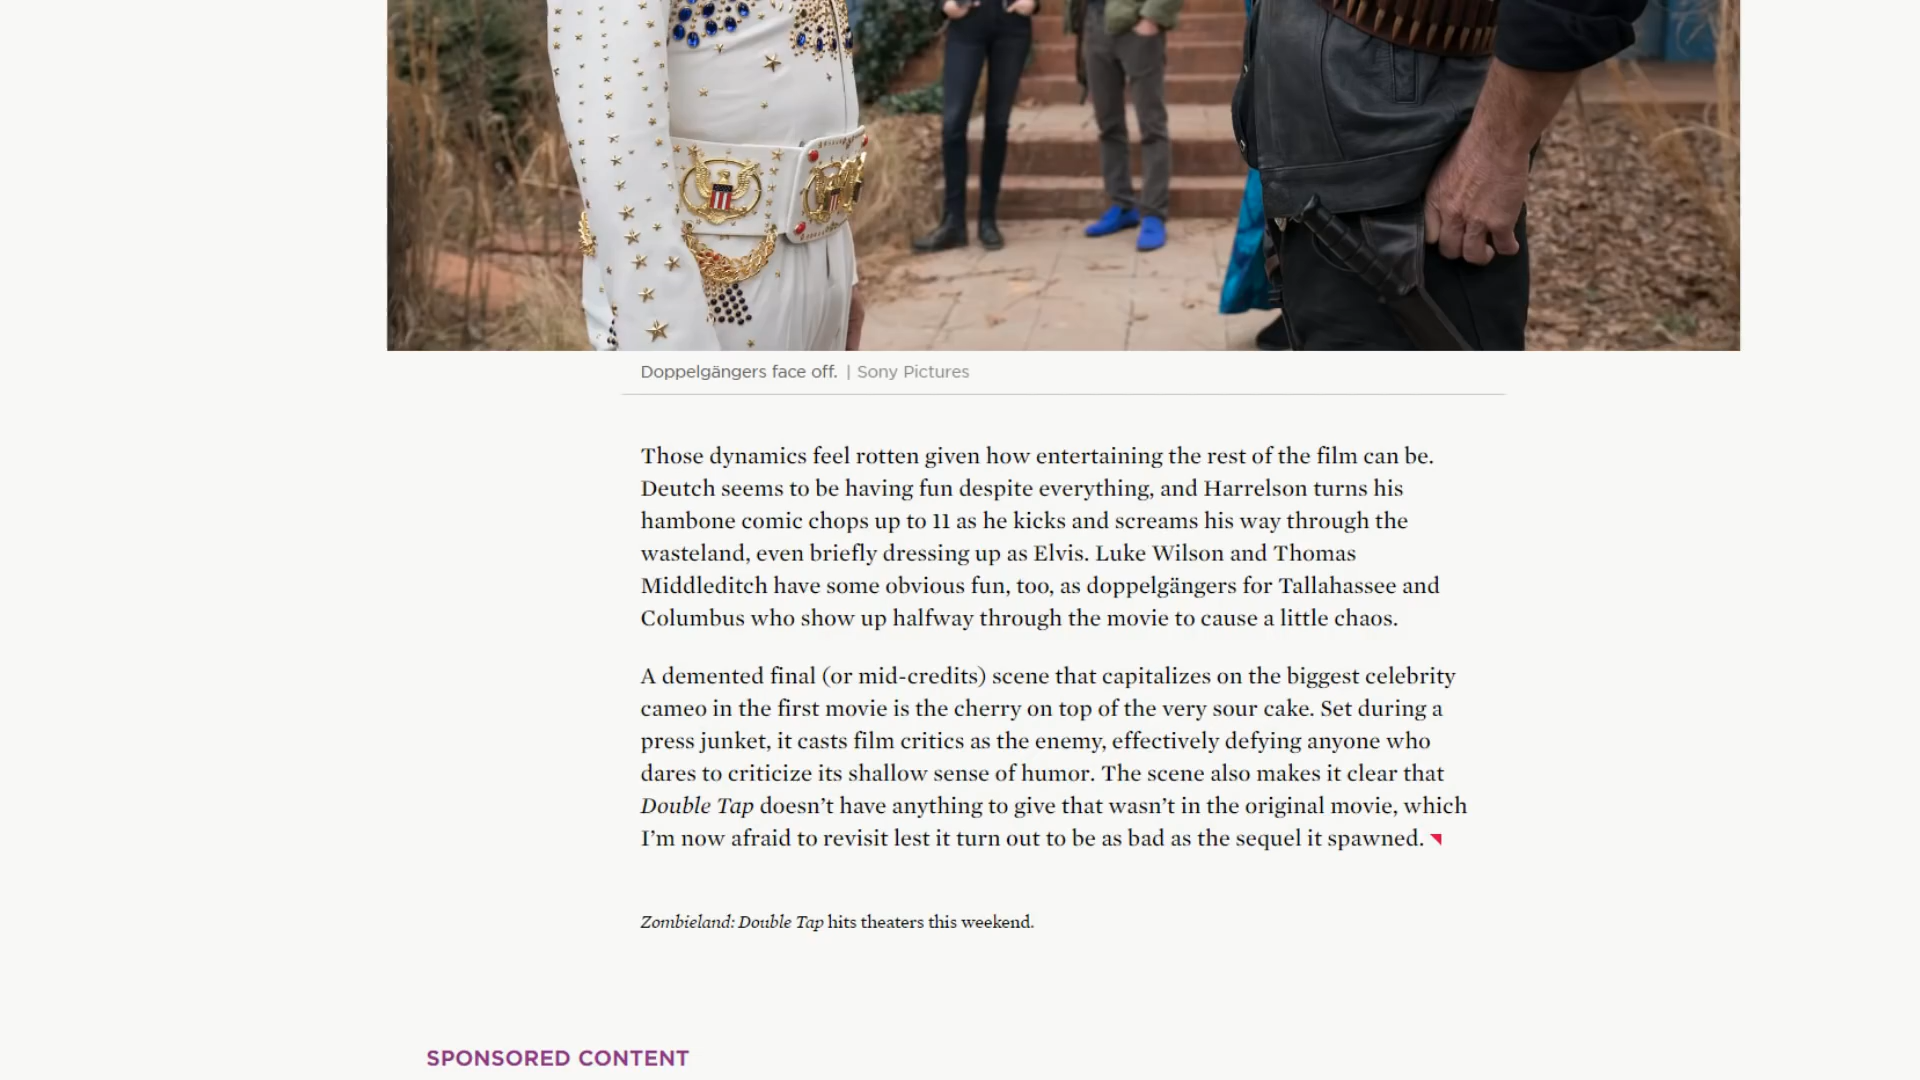 Doppelgängers face off. | Sony Pictures
Those dynamics feel rotten given how entertaining the rest of the film can be.
Deutch seems to be having fun despite everything, and Harrelson turns his
hambone comic chops up to 11 as he kicks and screams his way through the
wasteland, even briefly dressing up as Elvis. Luke Wilson and Thomas
Middleditch have some obvious fun, too, as doppelgängers for Tallahassee and
Columbus who show up halfway through the movie to cause a little chaos.
A demented final (or mid-credits) scene that capitalizes on the biggest celebrity
cameo in the first movie is the cherry on top of the very sour cake. Set during a
press junket, it casts film critics as the enemy, effectively defying anyone who
dares to criticize its shallow sense of humor. The scene also makes it clear that
Double Tap doesn’t have anything to give that wasn’t in the original movie, which
I’m now afraid to revisit lest it turn out to be as bad as the sequel it spawned.
Zombieland: Double Tap hits theaters this weekend.
SPONSORED CONTENT